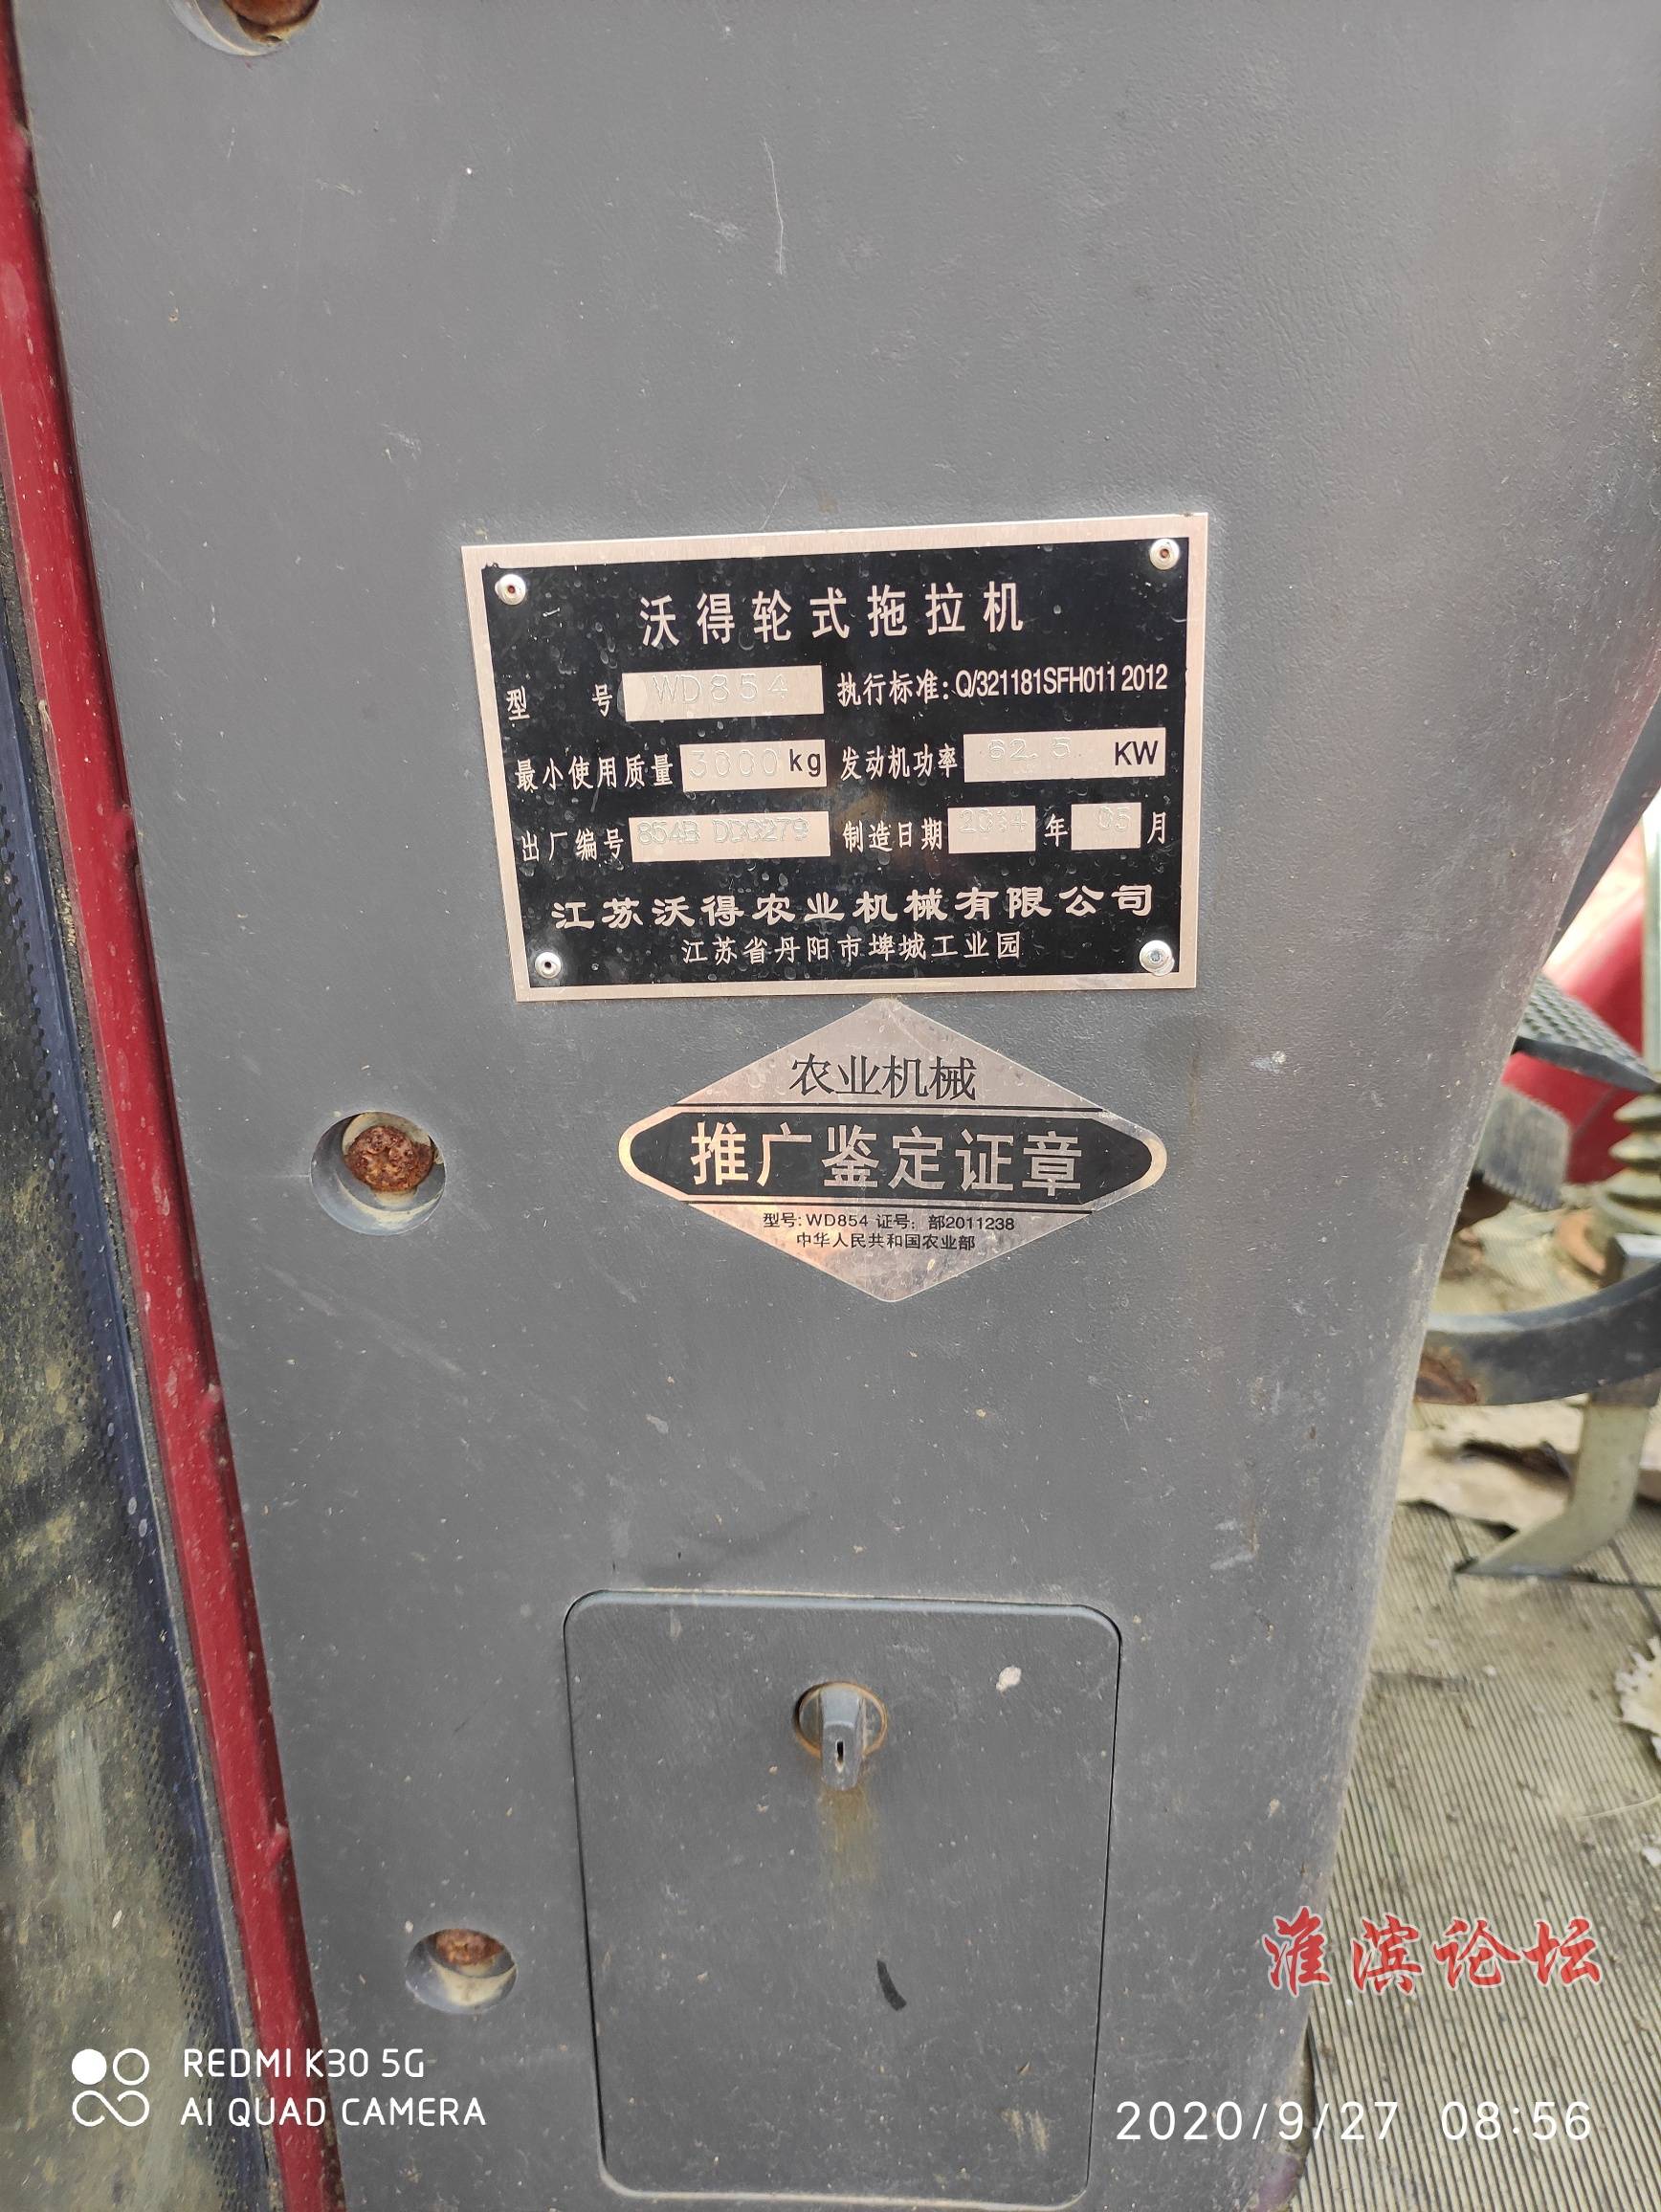 沃得轮式拖拉机
型 号 WD854 执行标准：Q/321181SFH011 2012
最小使用质量 3000 kg 发动机功率 62.5 KW
出厂编号 854B DD0279 制造日期 2014 年 05 月
江苏沃得农业机械有限公司
江苏省丹阳市埤城工业园
农业机械
推广鉴定证章
型号：WD854 证号：部2011238
中华人民共和国农业部
淮滨论坛
REDMI K30 5G
AI QUAD CAMERA
2020/9/27 08:56